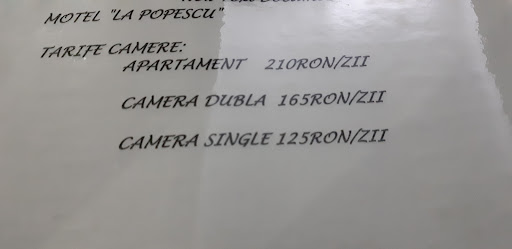 MOTEL "LA POPESCU"
TARIFE CAMERE:
APARTAMENT 210RON/ZII
CAMERA DUBLA 165RON/ZII
CAMERA SINGLE 125RON/ZII